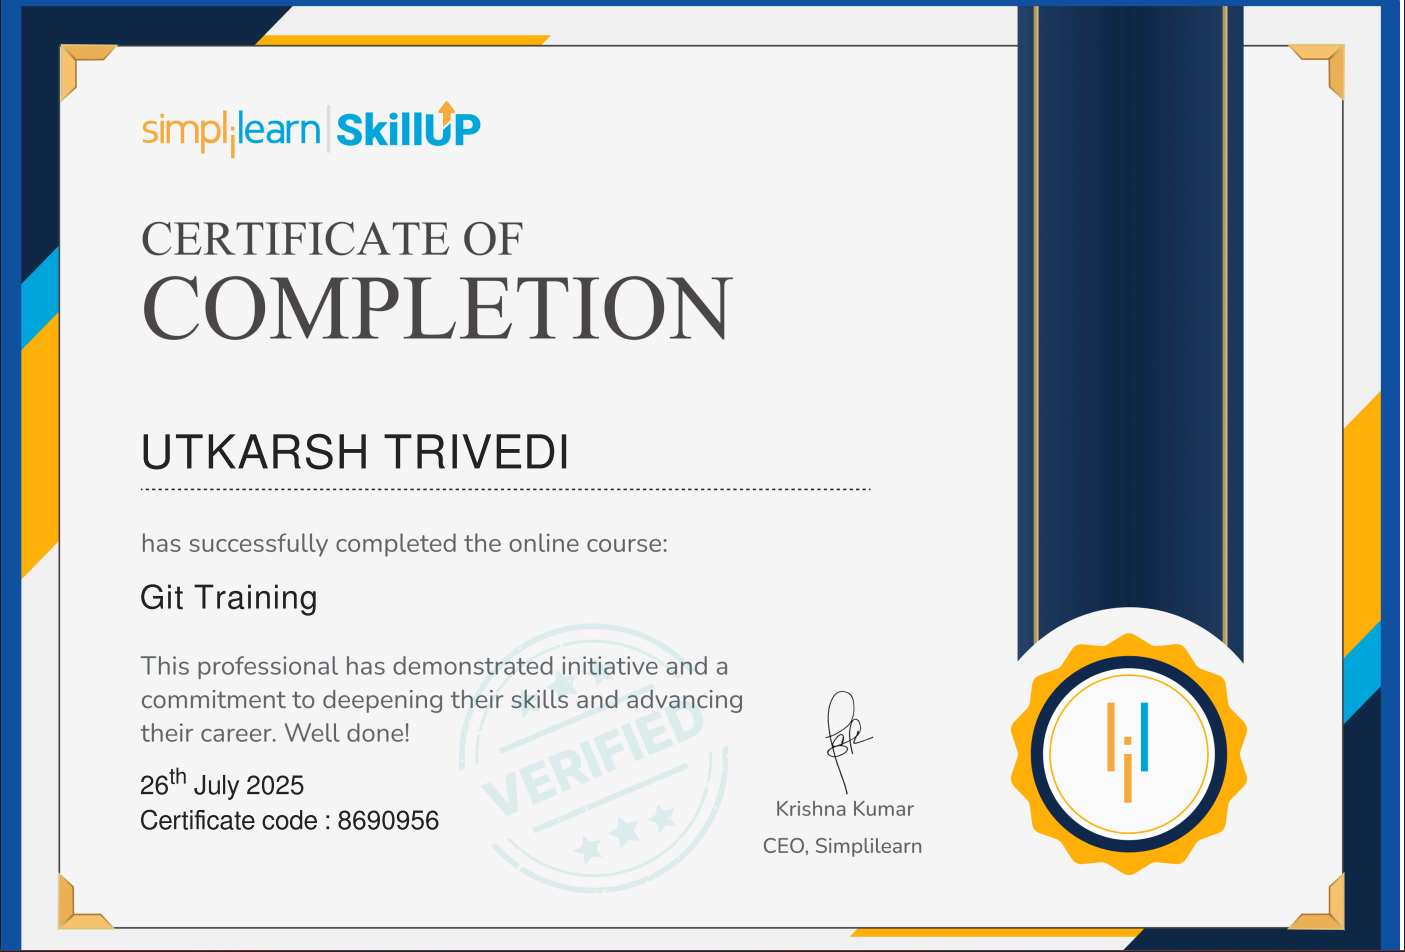 simplilearn | SkillUP
CERTIFICATE OF
COMPLETION
UTKARSH TRIVEDI
has successfully completed the online course:
Git Training
This professional has demonstrated initiative and a
commitment to deepening their skills and advancing
their career. Well done!
26th July 2025
Certificate code : 8690956
VERIFIED
Krishna Kumar
CEO, Simplilearn